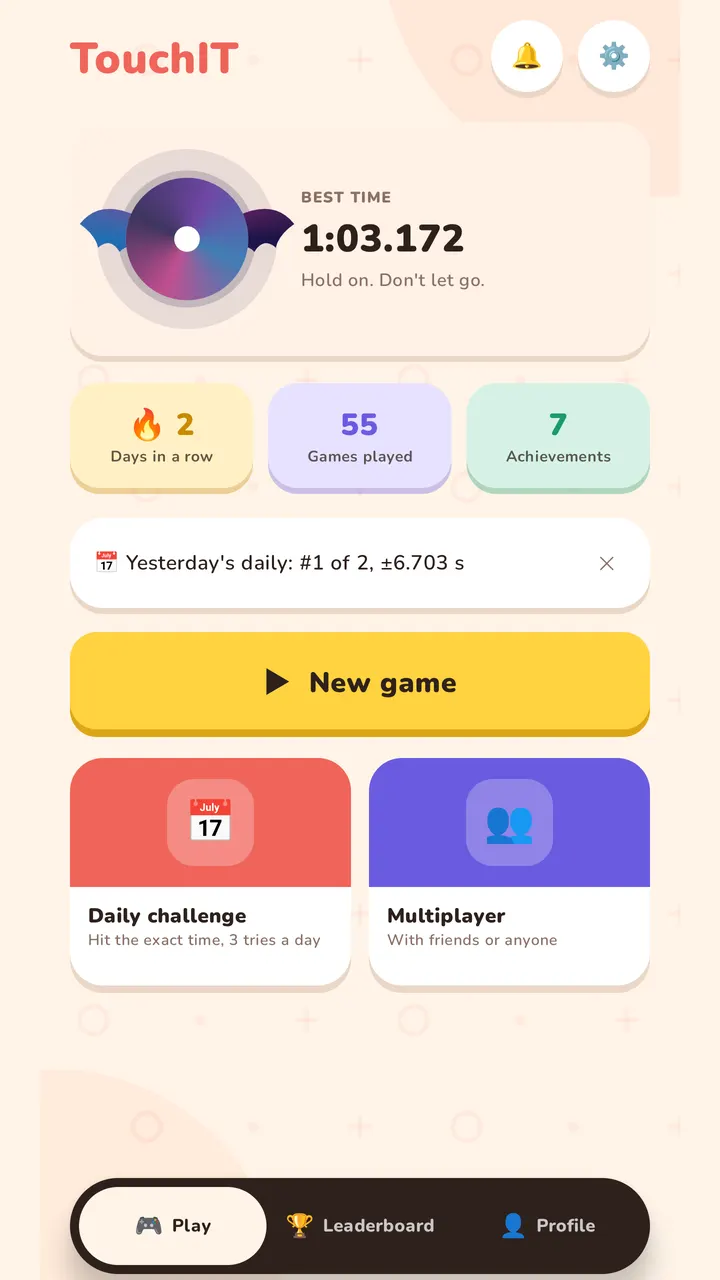 TouchIT
BEST TIME
1:03.172
Hold on. Don't let go.
🔥 2
Days in a row
55
Games played
7
Achievements
📅 Yesterday's daily: #1 of 2, ±6.703 s
New game
July
17
Daily challenge
Hit the exact time, 3 tries a day
Multiplayer
With friends or anyone
Play
Leaderboard
Profile